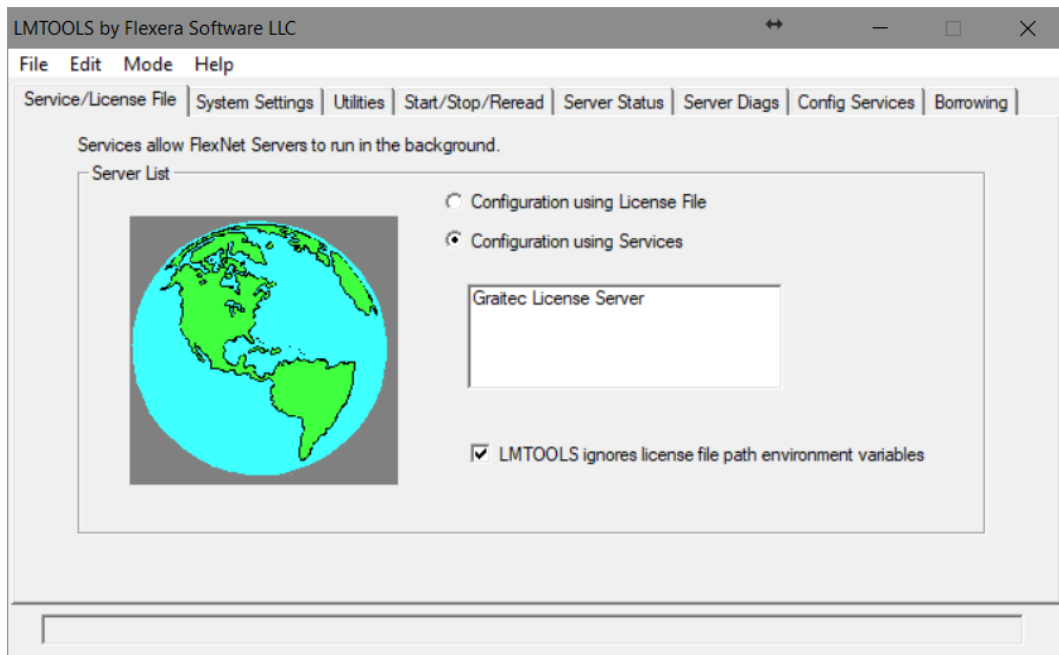 LMTOOLS by Flexera Software LLC
File Edit Mode Help
Service/License File System Settings Utilities Start/Stop/Reread Server Status Server Diags Config Services Borrowing
Services allow FlexNet Servers to run in the background.
Server List
Configuration using License File
Configuration using Services
Graitec License Server
LMTOOLS ignores license file path environment variables